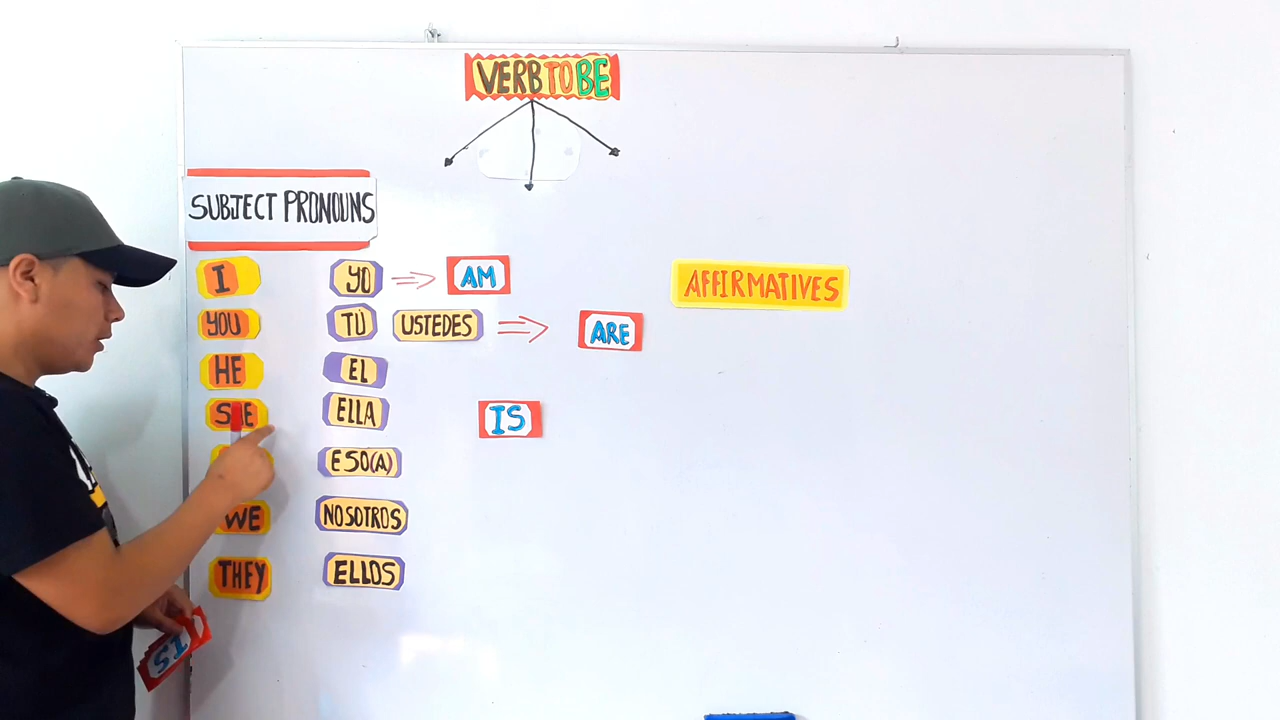 VERB TO BE
SUBJECT PRONOUNS
I YO AM
AFFIRMATIVES
YOU TÚ USTEDES ARE
HE EL
ELLA IS
ESO(A)
WE NOSOTROS
THEY ELLOS
IS